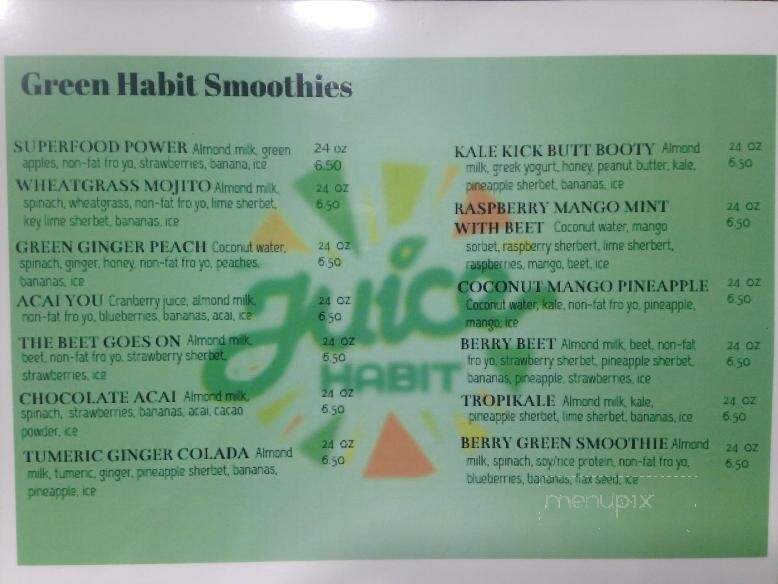 Green Habit Smoothies
SUPERFOOD POWER Almond milk, green 24 oz
apples, non-fat fro yo, strawberries, banana, ice 6.50
WHEATGRASS MOJITO Almond milk, 24 oz
spinach, wheatgrass, non-fat fro yo, lime sherbet, 6.50
key lime sherbet, bananas, ice
GREEN GINGER PEACH Coconut water, 24 oz
spinach, ginger, honey, non-fat fro yo, peaches, 6.50
bananas, ice
ACAI YOU Cranberry juice, almond milk, 24 oz
non-fat fro yo, blueberries, bananas, acai, ice 6.50
THE BEET GOES ON Almond milk, 24 oz
beet, non-fat fro yo, strawberry sherbet, 6.50
strawberries, ice
CHOCOLATE ACAI Almond milk, 24 oz
spinach, strawberries, bananas, acai, cacao 6.50
powder, ice
TUMERIC GINGER COLADA Almond 24 oz
milk, tumeric, ginger, pineapple sherbet, bananas, 6.50
pineapple, ice
KALE KICK BUTT BOOTY Almond 24 oz
milk, greek yogurt, honey, peanut butter, kale, 6.50
pineapple sherbet, bananas, ice
RASPBERRY MANGO MINT 24 oz
WITH BEET Coconut water, mango 6.50
sorbet, raspberry sherbert, lime sherbert,
raspberries, mango, beet, ice
COCONUT MANGO PINEAPPLE 24 oz
Coconut water, kale, non-fat fro yo, pineapple, 6.50
mango, ice
BERRY BEET Almond milk, beet, non-fat 24 oz
fro yo, strawberry sherbet, pineapple sherbet, 6.50
bananas, pineapple, strawberries, ice
TROPIKALE Almond milk, kale, 24 oz
pineapple sherbet, lime sherbet, bananas, ice 6.50
BERRY GREEN SMOOTHIE Almond 24 oz
milk, spinach, soy/rice protein, non-fat fro yo, 6.50
blueberries, bananas, flax seed, ice
Juice
HABIT
menupix